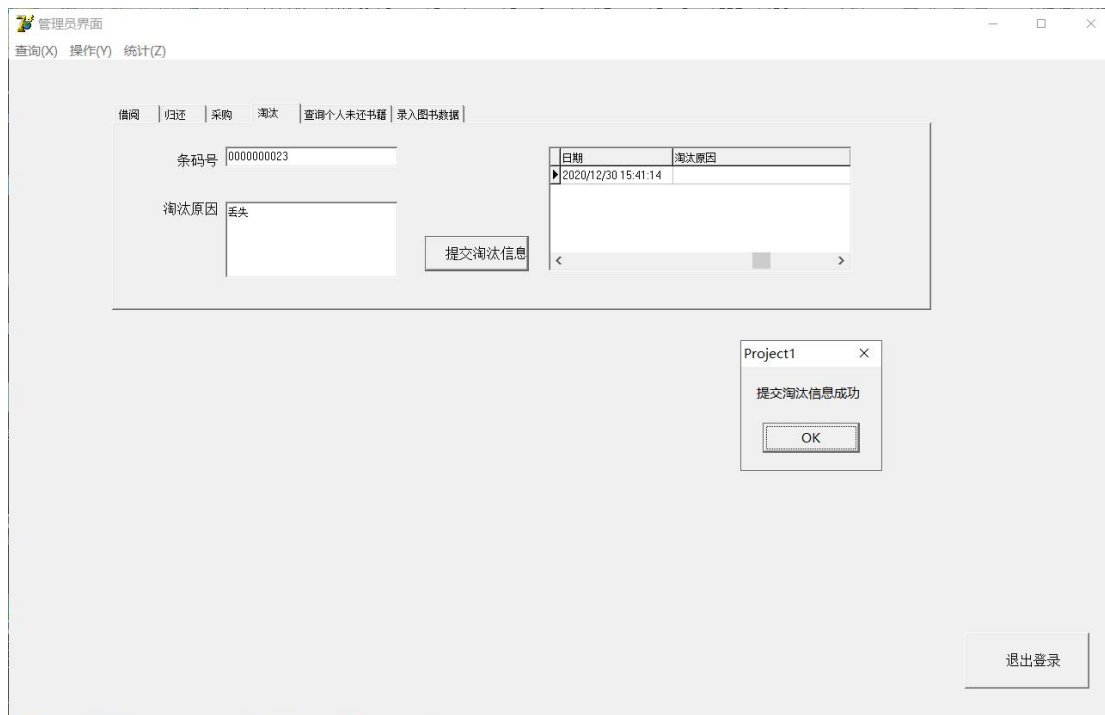 管理员界面
查询(X) 操作(Y) 统计(Z)
借阅 归还 采购 淘汰 查询个人未还书籍 录入图书数据
条码号 0000000023
淘汰原因 丢失
提交淘汰信息
日期 淘汰原因
2020/12/30 15:41:14
Project1
提交淘汰信息成功
OK
退出登录